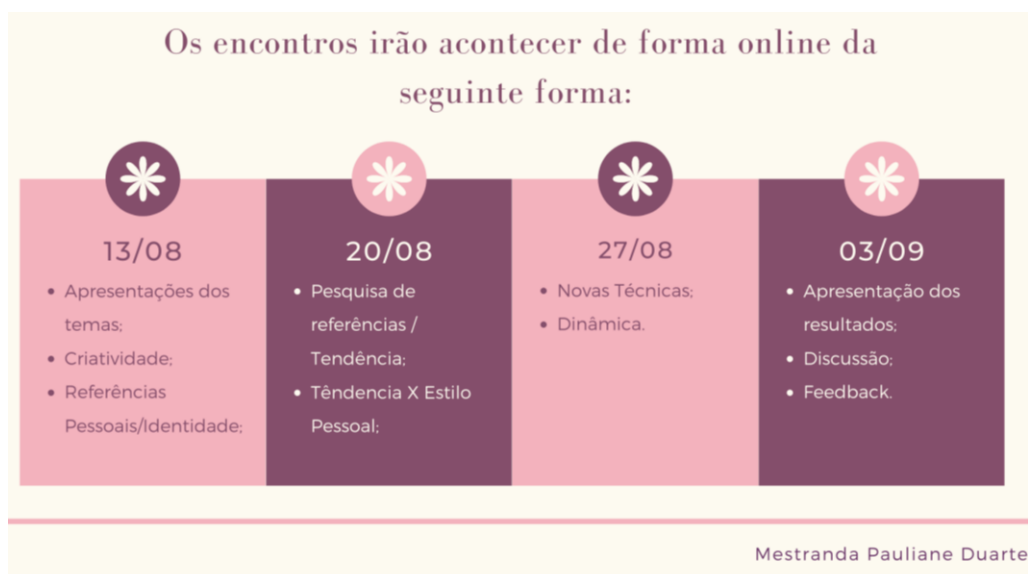 Os encontros irão acontecer de forma online da
seguinte forma:
13/08
• Apresentações dos
temas;
• Criatividade;
• Referências
Pessoais/Identidade;
20/08
• Pesquisa de
referências /
Tendência;
• Têndencia X Estilo
Pessoal;
27/08
• Novas Técnicas;
• Dinâmica.
03/09
• Apresentação dos
resultados;
• Discussão;
• Feedback.
Mestranda Pauliane Duarte